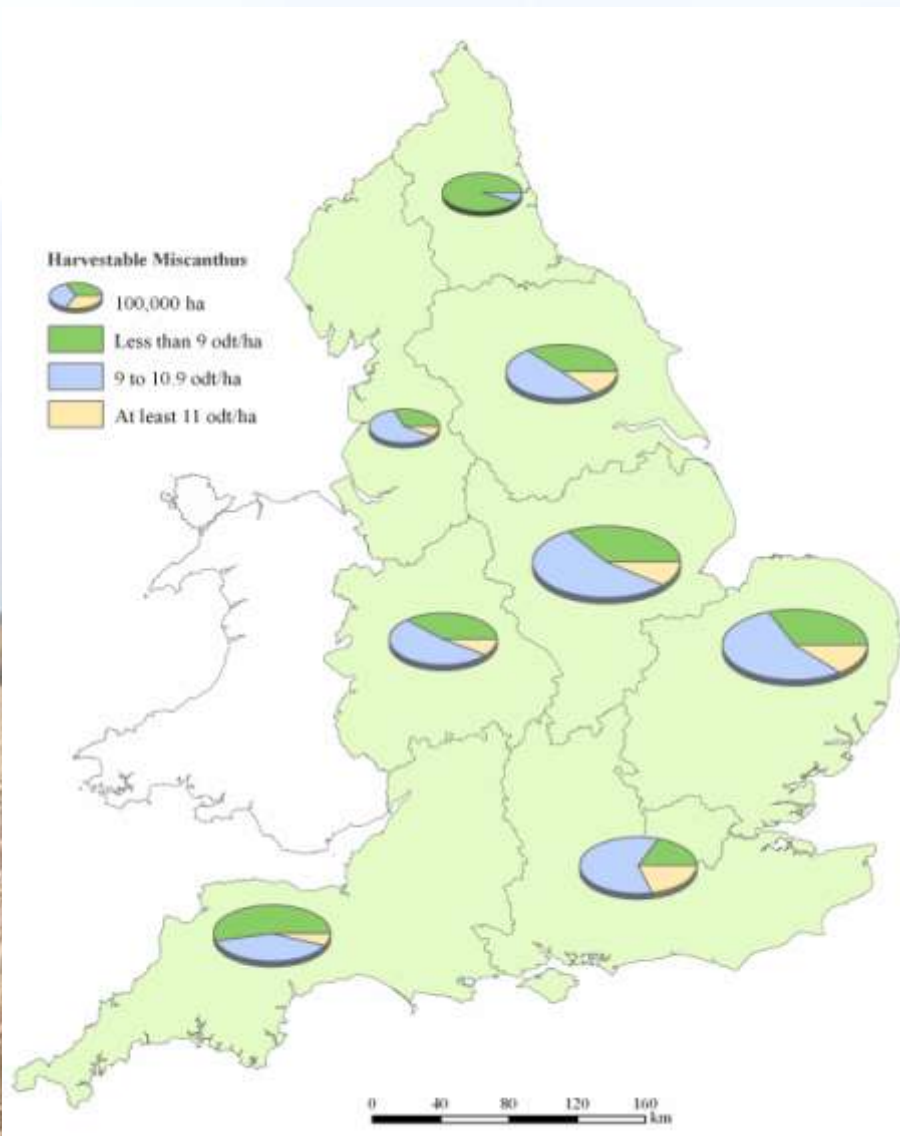 Harvestable Miscanthus
100,000 ha
Less than 9 odt/ha
9 to 10.9 odt/ha
At least 11 odt/ha
0 40 80 120 160
km